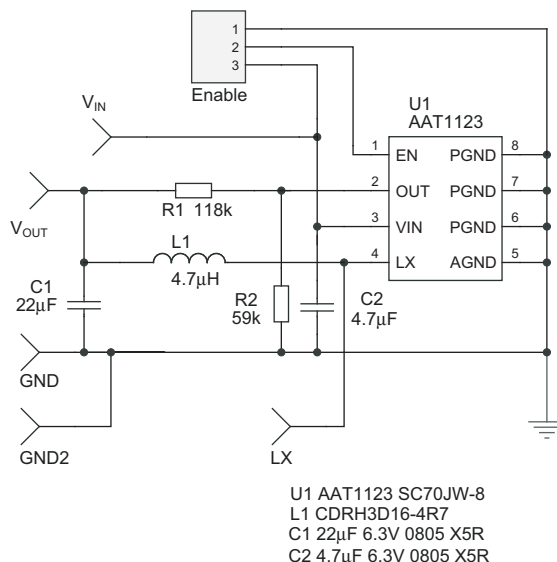 1
2
3
Enable
U1
AAT1123
V_IN
1 EN PGND 8
2 OUT PGND 7
3 VIN PGND 6
4 LX AGND 5
R1 118k
V_OUT
L1
4.7µH
C1
22µF
R2
59k
C2
4.7µF
GND
GND2
LX
U1 AAT1123 SC70JW-8
L1 CDRH3D16-4R7
C1 22µF 6.3V 0805 X5R
C2 4.7µF 6.3V 0805 X5R